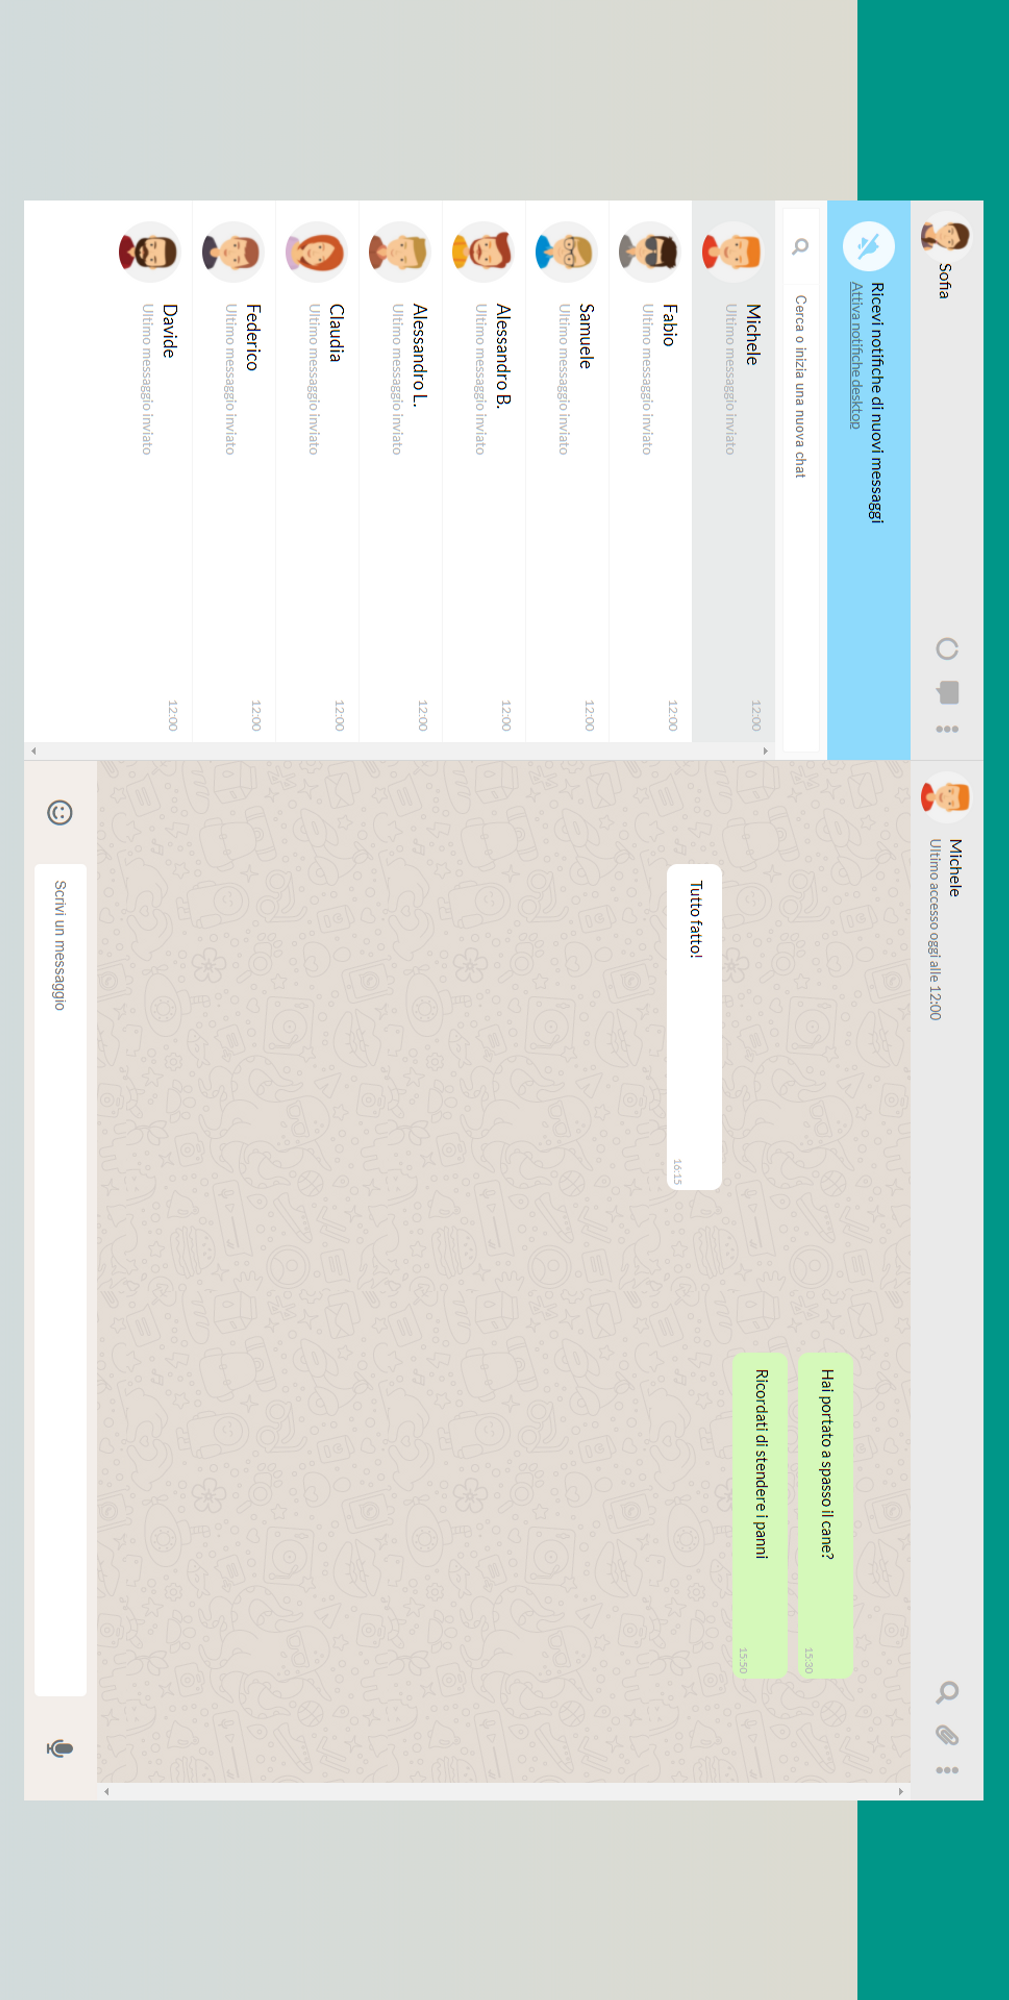 Sofia
Ricevi notifiche di nuovi messaggi
Attiva notifiche desktop
Cerca o inizia una nuova chat
Michele
12:00
Ultimo messaggio inviato
Fabio
12:00
Ultimo messaggio inviato
Samuele
12:00
Ultimo messaggio inviato
Alessandro B.
12:00
Ultimo messaggio inviato
Alessandro L.
12:00
Ultimo messaggio inviato
Claudia
12:00
Ultimo messaggio inviato
Federico
12:00
Ultimo messaggio inviato
Davide
12:00
Ultimo messaggio inviato
Michele
Ultimo accesso oggi alle 12:00
Hai portato a spasso il cane?
15:30
Ricordati di stendere i panni
15:50
Tutto fatto!
16:15
Scrivi un messaggio